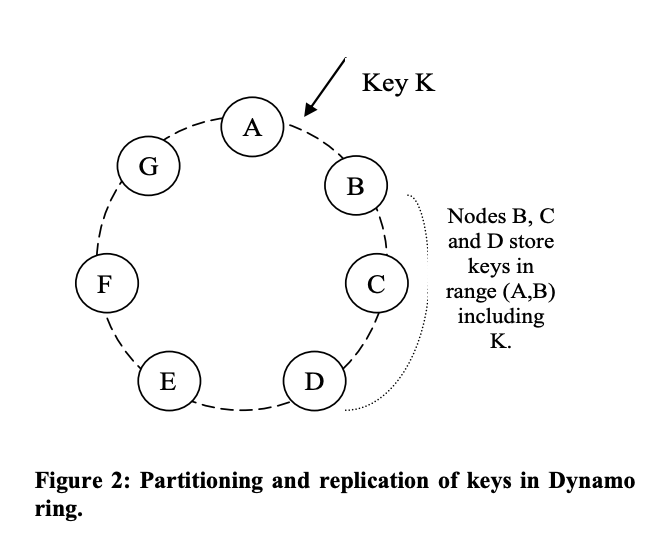 Key K
A
B
G
Nodes B, C
and D store
keys in
range (A,B)
including
K.
F
C
E
D
Figure 2: Partitioning and replication of keys in Dynamo
ring.